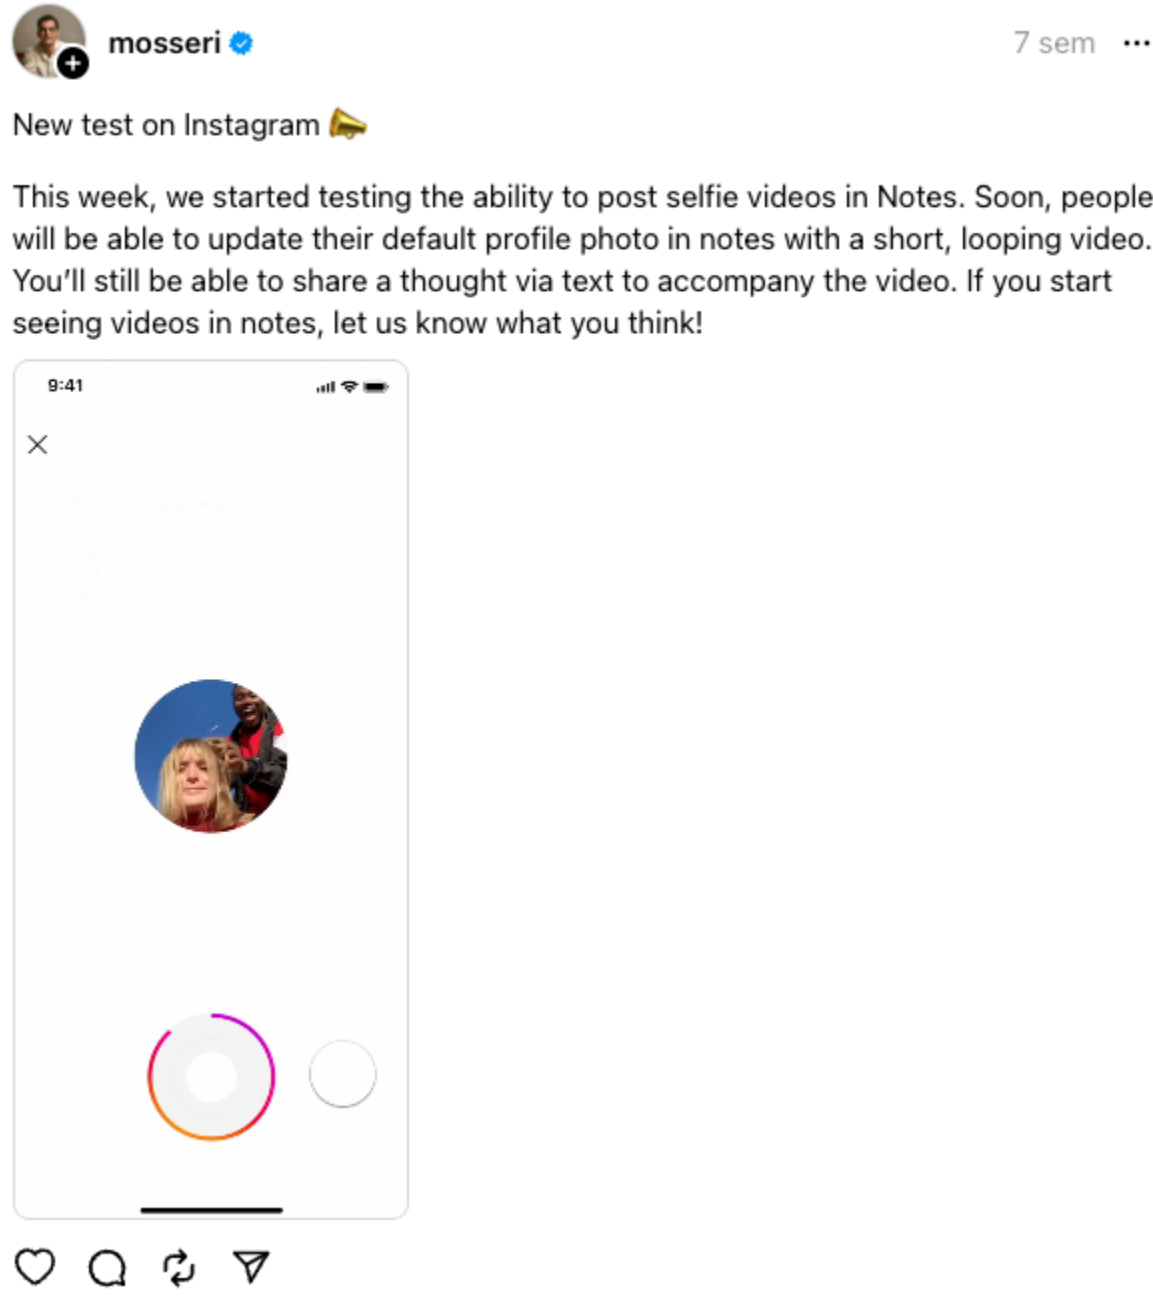 mosseri
7 sem
New test on Instagram
This week, we started testing the ability to post selfie videos in Notes. Soon, people
will be able to update their default profile photo in notes with a short, looping video.
You’ll still be able to share a thought via text to accompany the video. If you start
seeing videos in notes, let us know what you think!
9:41